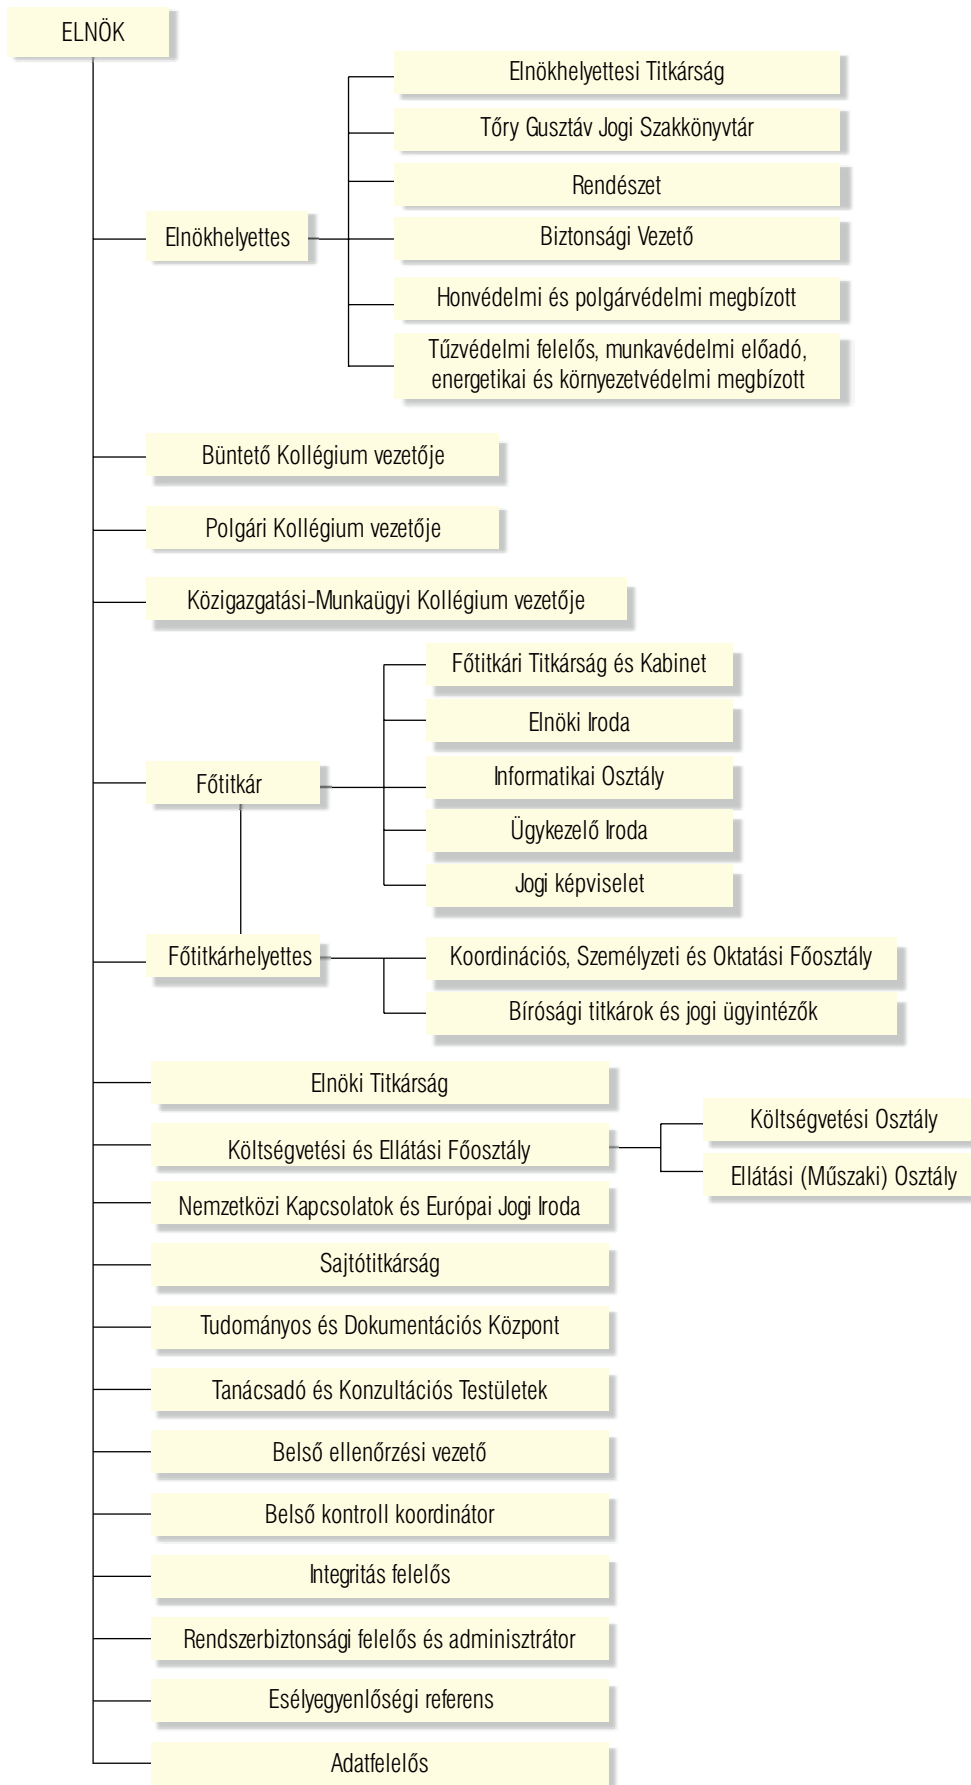 ELNÖK
Elnökhelyettesi Titkárság
Tőry Gusztáv Jogi Szakkönyvtár
Rendészet
Elnökhelyettes
Biztonsági Vezető
Honvédelmi és polgárvédelmi megbízott
Tűzvédelmi felelős, munkavédelmi előadó,
energetikai és környezetvédelmi megbízott
Büntető Kollégium vezetője
Polgári Kollégium vezetője
Közigazgatási-Munkaügyi Kollégium vezetője
Főtitkári Titkárság és Kabinet
Elnöki Iroda
Informatikai Osztály
Főtitkár
Ügykezelő Iroda
Jogi képviselet
Főtitkárhelyettes
Koordinációs, Személyzeti és Oktatási Főosztály
Bírósági titkárok és jogi ügyintézők
Elnöki Titkárság
Költségvetési és Ellátási Főosztály
Költségvetési Osztály
Ellátási (Műszaki) Osztály
Nemzetközi Kapcsolatok és Európai Jogi Iroda
Sajtótitkárság
Tudományos és Dokumentációs Központ
Tanácsadó és Konzultációs Testületek
Belső ellenőrzési vezető
Belső kontroll koordinátor
Integritás felelős
Rendszerbiztonsági felelős és adminisztrátor
Esélyegyenlőségi referens
Adatfelelős